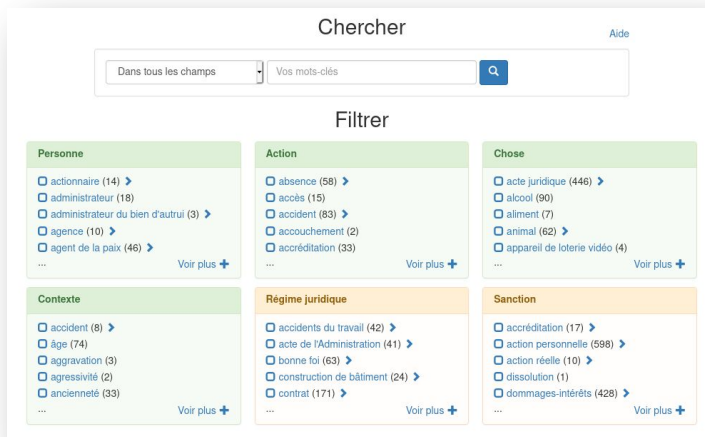 Chercher
Aide
Dans tous les champs
Vos mots-clés
Filtrer
Personne
actionnaire (14)
administrateur (18)
administrateur du bien d'autrui (3)
agence (10)
agent de la paix (46)
...
Voir plus
Action
absence (58)
accès (15)
accident (83)
accouchement (2)
accréditation (33)
...
Voir plus
Chose
acte juridique (446)
alcool (90)
aliment (7)
animal (62)
appareil de loterie vidéo (4)
...
Voir plus
Contexte
accident (8)
âge (74)
aggravation (3)
agressivité (2)
ancienneté (33)
...
Voir plus
Régime juridique
accidents du travail (42)
acte de l'Administration (41)
bonne foi (63)
construction de bâtiment (24)
contrat (171)
...
Voir plus
Sanction
accréditation (17)
action personnelle (598)
action réelle (10)
dissolution (1)
dommages-intérêts (428)
...
Voir plus